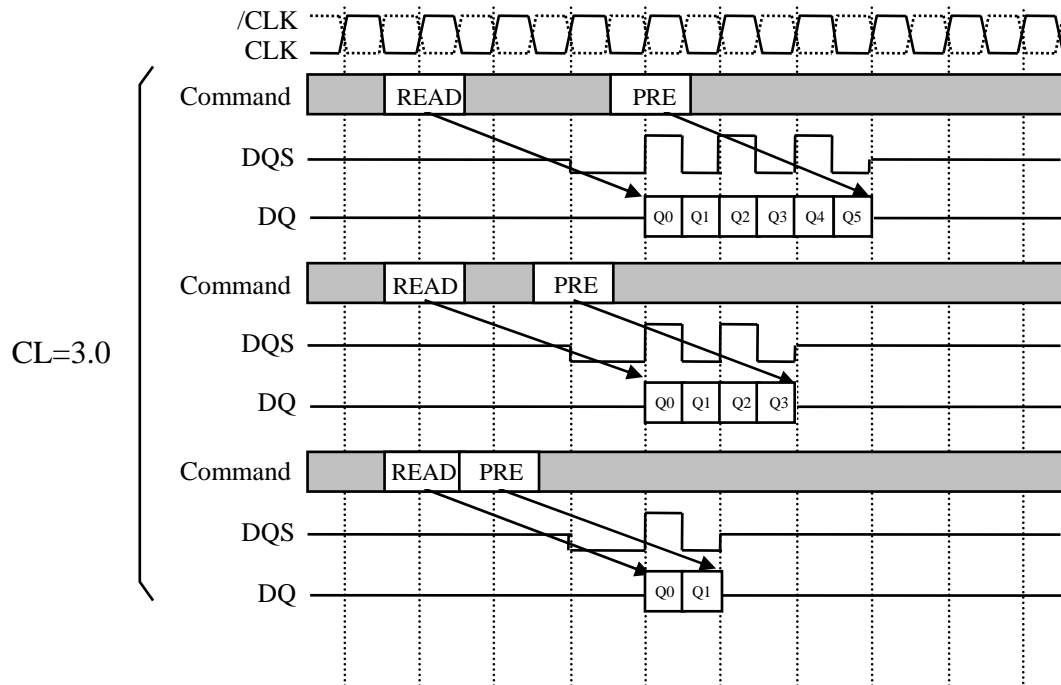 /CLK
CLK
Command READ PRE
DQS
DQ Q0 Q1 Q2 Q3 Q4 Q5
Command READ PRE
DQS
CL=3.0
DQ Q0 Q1 Q2 Q3
Command READ PRE
DQS
DQ Q0 Q1